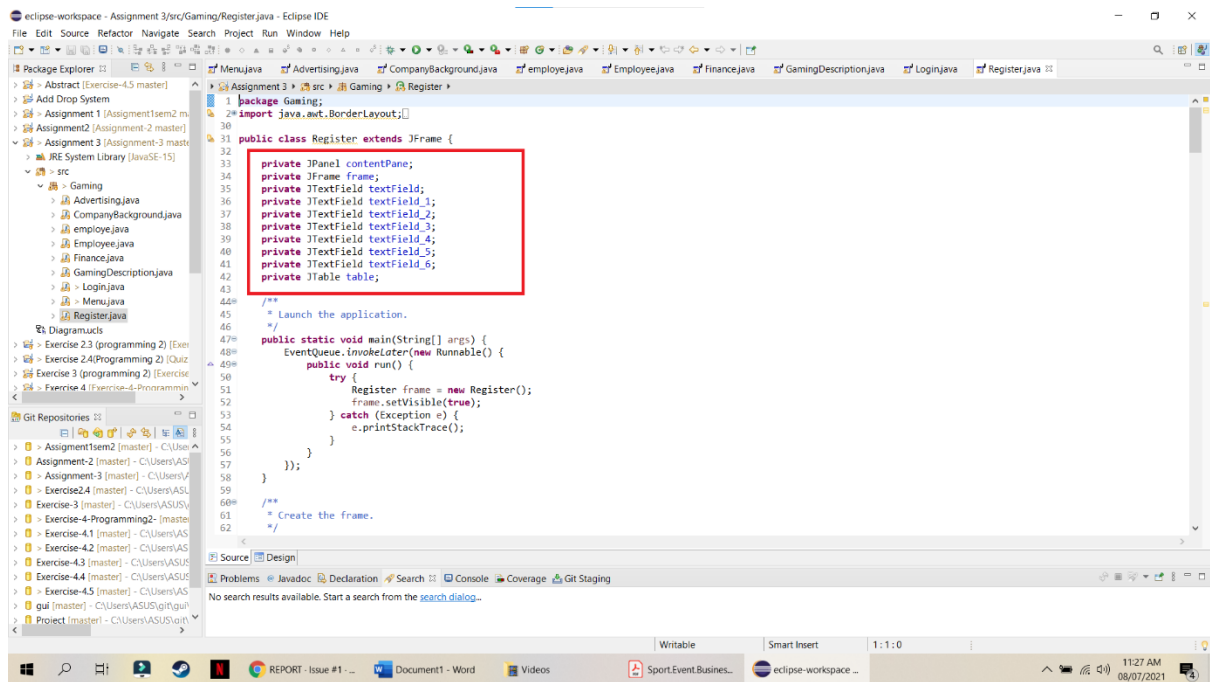 eclipse-workspace - Assignment 3/src/Gaming/Register.java - Eclipse IDE
File Edit Source Refactor Navigate Search Project Run Window Help
Package Explorer
Menu.java Advertising.java CompanyBackground.java employe.java Employee.java Finance.java GamingDescription.java Login.java Register.java
> Abstract [Exercise-4.5 master]
> Add Drop System
> Assignment 1 [Assigment1sem2 m
> Assignment2 [Assignment-2 master]
> Assignment 3 [Assignment-3 maste
> JRE System Library [JavaSE-15]
> src
> Gaming
> Advertising.java
> CompanyBackground.java
> employe.java
> Employee.java
> Finance.java
> GamingDescription.java
> > Login.java
> > Menu.java
> Register.java
Diagram.ucls
> > Exercise 2.3 (programming 2) [Exer
> > Exercise 2.4(Programming 2) [Quiz
> Exercise 3 (programming 2) [Exercise
> > Exercise 4 [Exercise-4-Programmin
Assignment 3 > src > Gaming > Register >
1 package Gaming;
2 import java.awt.BorderLayout;
30
31 public class Register extends JFrame {
32
33 private JPanel contentPane;
34 private JFrame frame;
35 private JTextField textField;
36 private JTextField textField_1;
37 private JTextField textField_2;
38 private JTextField textField_3;
39 private JTextField textField_4;
40 private JTextField textField_5;
41 private JTextField textField_6;
42 private JTable table;
43
44 /**
45 * Launch the application.
46 */
47 public static void main(String[] args) {
48 EventQueue.invokeLater(new Runnable() {
49 public void run() {
50 try {
51 Register frame = new Register();
52 frame.setVisible(true);
53 } catch (Exception e) {
54 e.printStackTrace();
55 }
56 }
57 });
58 }
59
60 /**
61 * Create the frame.
62 */
Git Repositories
> > Assigment1sem2 [master] - C:\User
> Assignment-2 [master] - C:\Users\AS
> > Assignment-3 [master] - C:\Users\A
> > Exercise2.4 [master] - C:\Users\ASU
> Exercise-3 [master] - C:\Users\ASUS\
> > Exercise-4-Programming2- [maste
> > Exercise-4.1 [master] - C:\Users\AS
> > Exercise-4.2 [master] - C:\Users\AS
> Exercise-4.3 [master] - C:\Users\ASUS
> Exercise-4.4 [master] - C:\Users\ASUS
> > Exercise-4.5 [master] - C:\Users\AS
> gui [master] - C:\Users\ASUS\git\gui\
> Project [master] - C:\Users\ASUS\git\
Source Design
Problems Javadoc Declaration Search Console Coverage Git Staging
No search results available. Start a search from the search dialog...
Writable Smart Insert 1 : 1 : 0
REPORT - Issue #1 - ... Document1 - Word Videos Sport.Event.Busines... eclipse-workspace ...
11:27 AM
08/07/2021
4